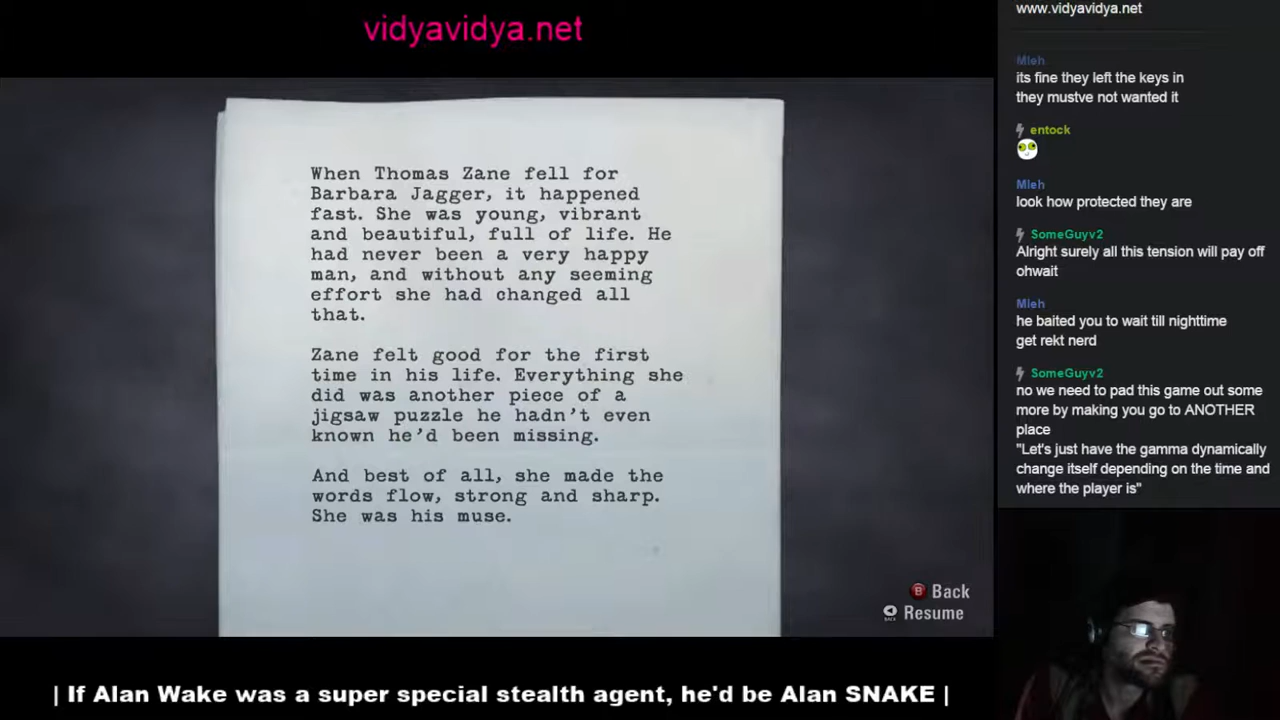 vidyavidya.net
When Thomas Zane fell for
Barbara Jagger, it happened
fast. She was young, vibrant
and beautiful, full of life. He
had never been a very happy
man, and without any seeming
effort she had changed all
that.
Zane felt good for the first
time in his life. Everything she
did was another piece of a
jigsaw puzzle he hadn't even
known he'd been missing.
And best of all, she made the
words flow, strong and sharp.
She was his muse.
B Back
BACK Resume
| If Alan Wake was a super special stealth agent, he'd be Alan SNAKE |
www.vidyavidya.net
Mleh
its fine they left the keys in
they mustve not wanted it
entock
Mleh
look how protected they are
SomeGuyv2
Alright surely all this tension will pay off
ohwait
Mleh
he baited you to wait till nighttime
get rekt nerd
SomeGuyv2
no we need to pad this game out some
more by making you go to ANOTHER
place
"Let's just have the gamma dynamically
change itself depending on the time and
where the player is"